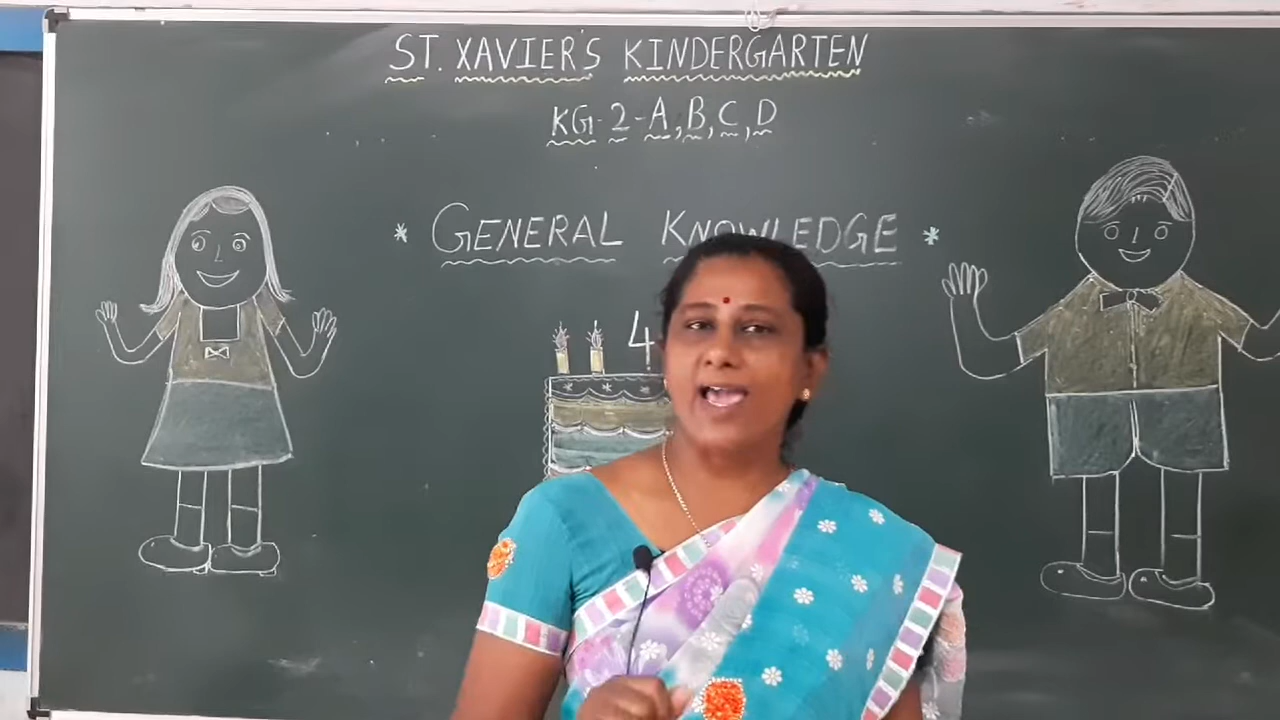 ST. XAVIER'S KINDERGARTEN
KG-2-A,B,C,D
* GENERAL KNOWLEDGE *
4